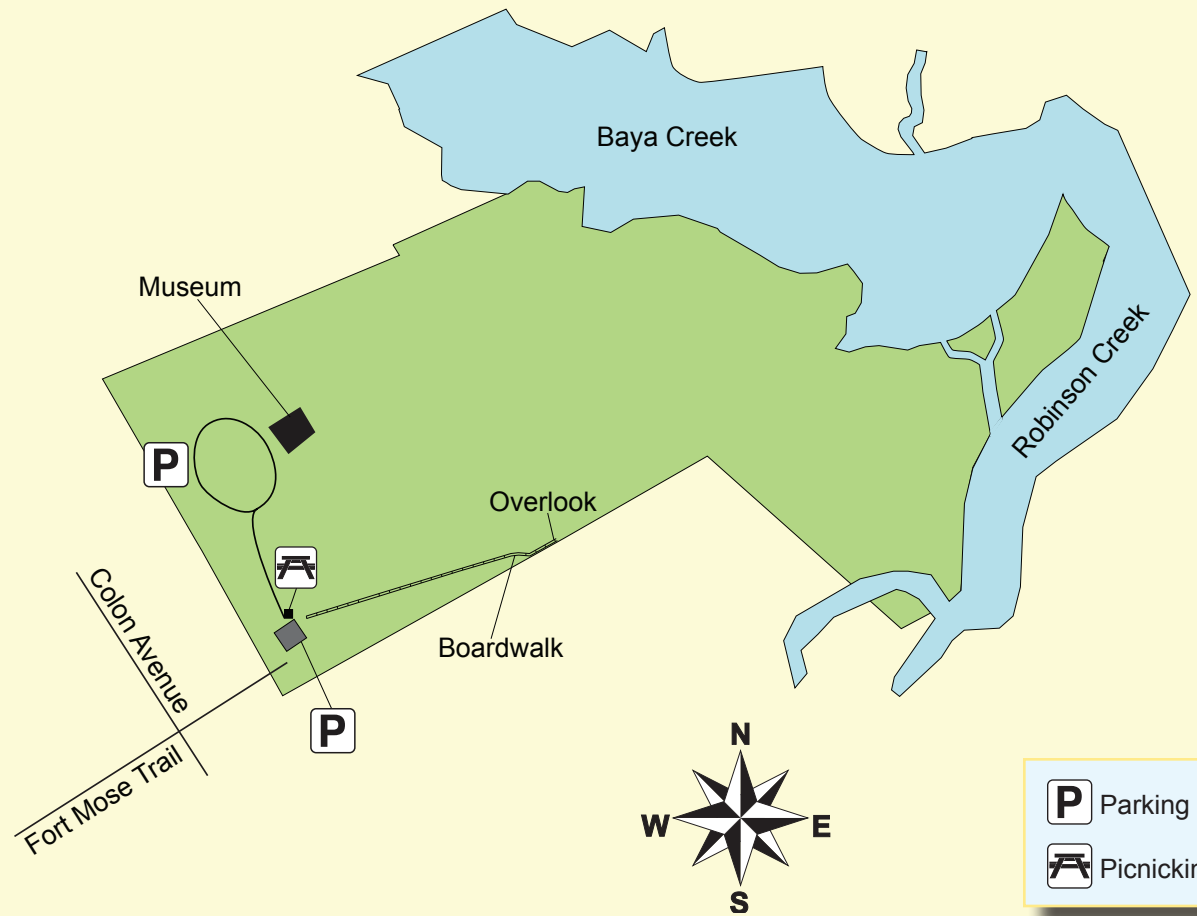 Baya Creek
Museum
Robinson Creek
P
Overlook
Colon Avenue
Boardwalk
P
Fort Mose Trail
N
W
E
S
P Parking